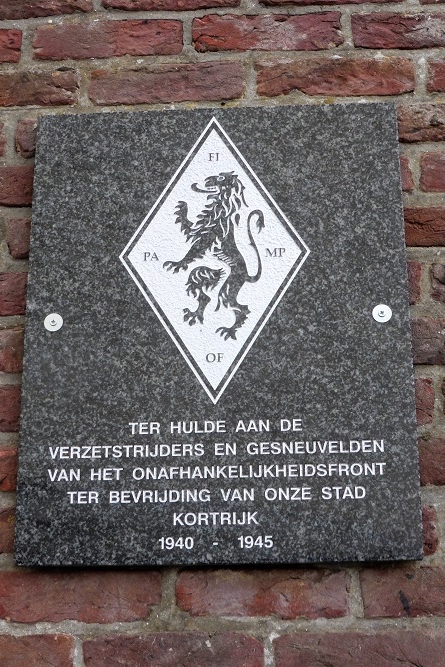 FI
PA MP
OF
TER HULDE AAN DE
VERZETSTRIJDERS EN GESNEUVELDEN
VAN HET ONAFHANKELIJKHEIDSFRONT
TER BEVRIJDING VAN ONZE STAD
KORTRIJK
1940 - 1945